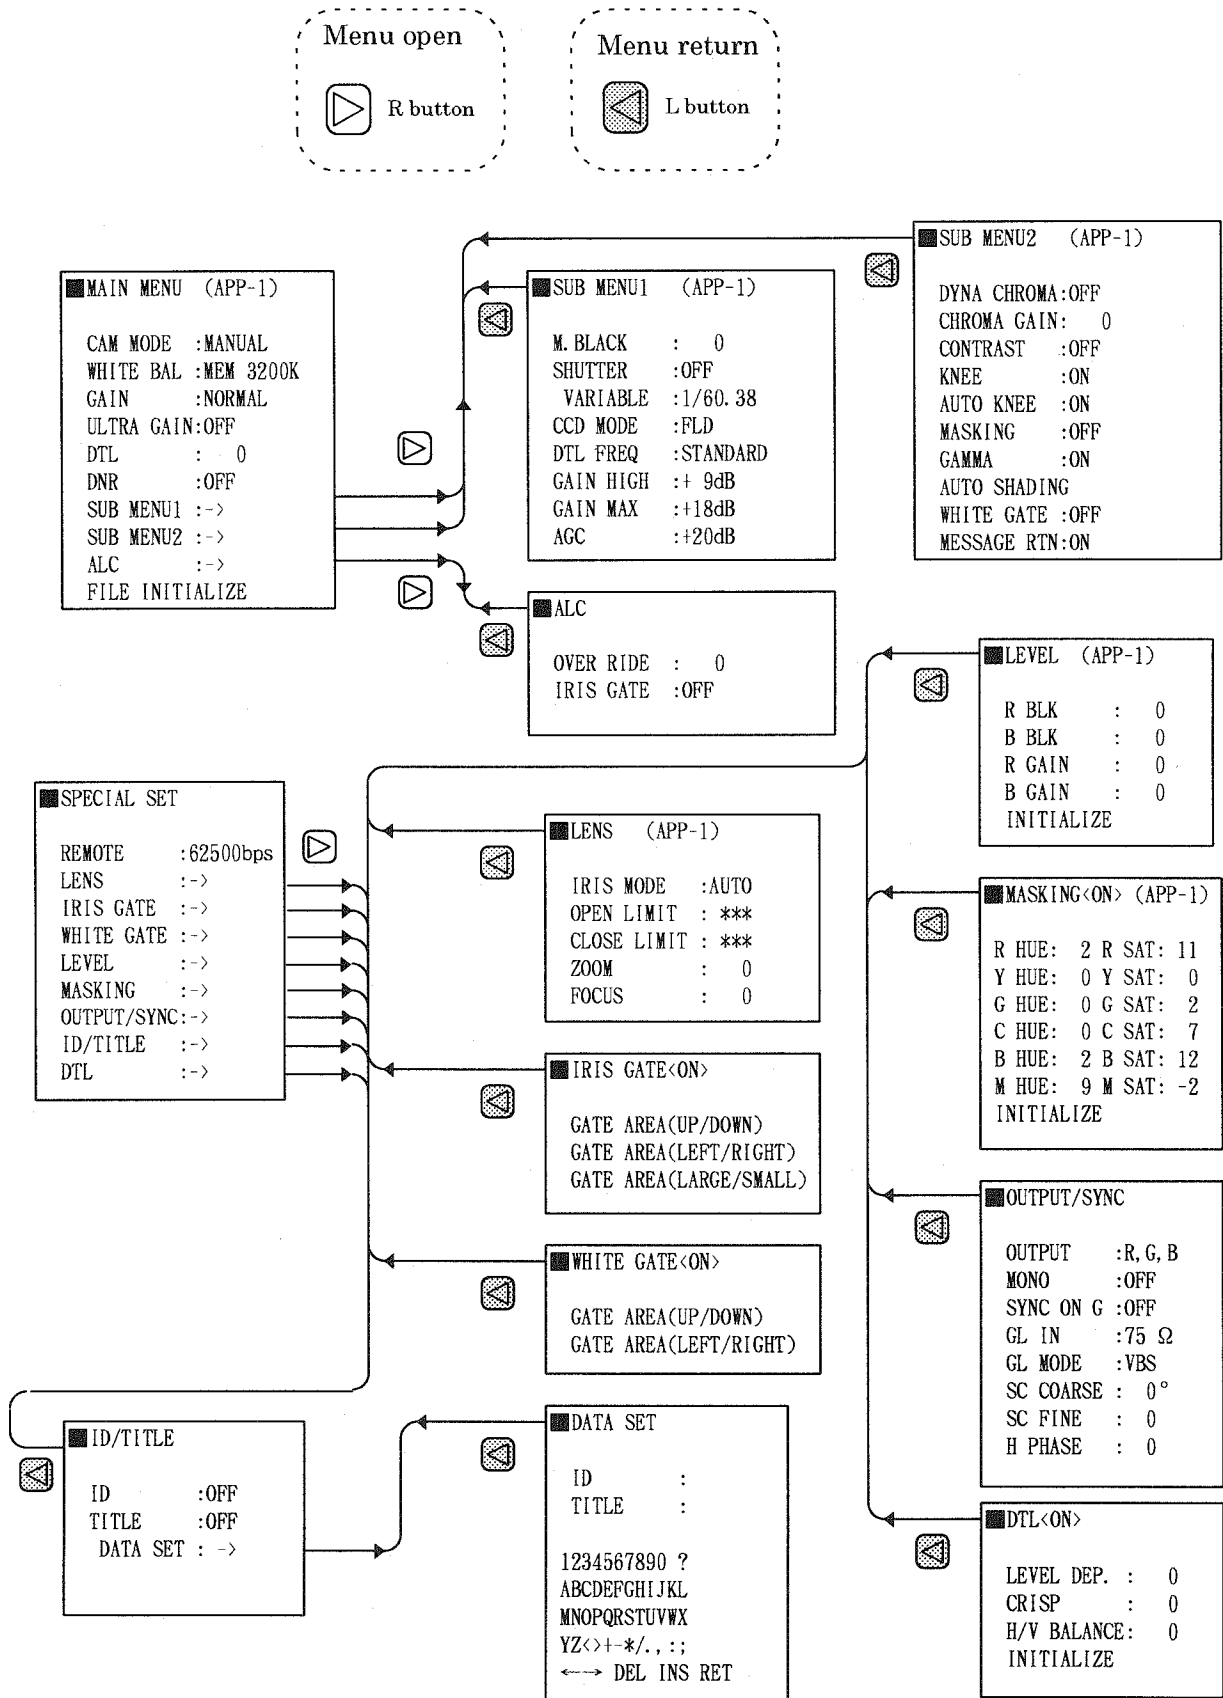 Menu open
R button
Menu return
L button
MAIN MENU (APP-1)
CAM MODE :MANUAL
WHITE BAL :MEM 3200K
GAIN :NORMAL
ULTRA GAIN:OFF
DTL : 0
DNR :OFF
SUB MENU1 :->
SUB MENU2 :->
ALC :->
FILE INITIALIZE
SUB MENU1 (APP-1)
M.BLACK : 0
SHUTTER :OFF
VARIABLE :1/60.38
CCD MODE :FLD
DTL FREQ :STANDARD
GAIN HIGH :+ 9dB
GAIN MAX :+18dB
AGC :+20dB
SUB MENU2 (APP-1)
DYNA CHROMA:OFF
CHROMA GAIN: 0
CONTRAST :OFF
KNEE :ON
AUTO KNEE :ON
MASKING :OFF
GAMMA :ON
AUTO SHADING
WHITE GATE :OFF
MESSAGE RTN:ON
ALC
OVER RIDE : 0
IRIS GATE :OFF
SPECIAL SET
REMOTE :62500bps
LENS :->
IRIS GATE :->
WHITE GATE :->
LEVEL :->
MASKING :->
OUTPUT/SYNC:->
ID/TITLE :->
DTL :->
LENS (APP-1)
IRIS MODE :AUTO
OPEN LIMIT : ***
CLOSE LIMIT : ***
ZOOM : 0
FOCUS : 0
IRIS GATE<ON>
GATE AREA(UP/DOWN)
GATE AREA(LEFT/RIGHT)
GATE AREA(LARGE/SMALL)
WHITE GATE<ON>
GATE AREA(UP/DOWN)
GATE AREA(LEFT/RIGHT)
LEVEL (APP-1)
R BLK : 0
B BLK : 0
R GAIN : 0
B GAIN : 0
INITIALIZE
MASKING<ON> (APP-1)
R HUE: 2 R SAT: 11
Y HUE: 0 Y SAT: 0
G HUE: 0 G SAT: 2
C HUE: 0 C SAT: 7
B HUE: 2 B SAT: 12
M HUE: 9 M SAT: -2
INITIALIZE
OUTPUT/SYNC
OUTPUT :R,G,B
MONO :OFF
SYNC ON G :OFF
GL IN :75 Ω
GL MODE :VBS
SC COARSE : 0°
SC FINE : 0
H PHASE : 0
ID/TITLE
ID :OFF
TITLE :OFF
DATA SET : ->
DATA SET
ID :
TITLE :
1234567890 ?
ABCDEFGHIJKL
MNOPQRSTUVWX
YZ<>+-*/.,:;
←→ DEL INS RET
DTL<ON>
LEVEL DEP. : 0
CRISP : 0
H/V BALANCE: 0
INITIALIZE